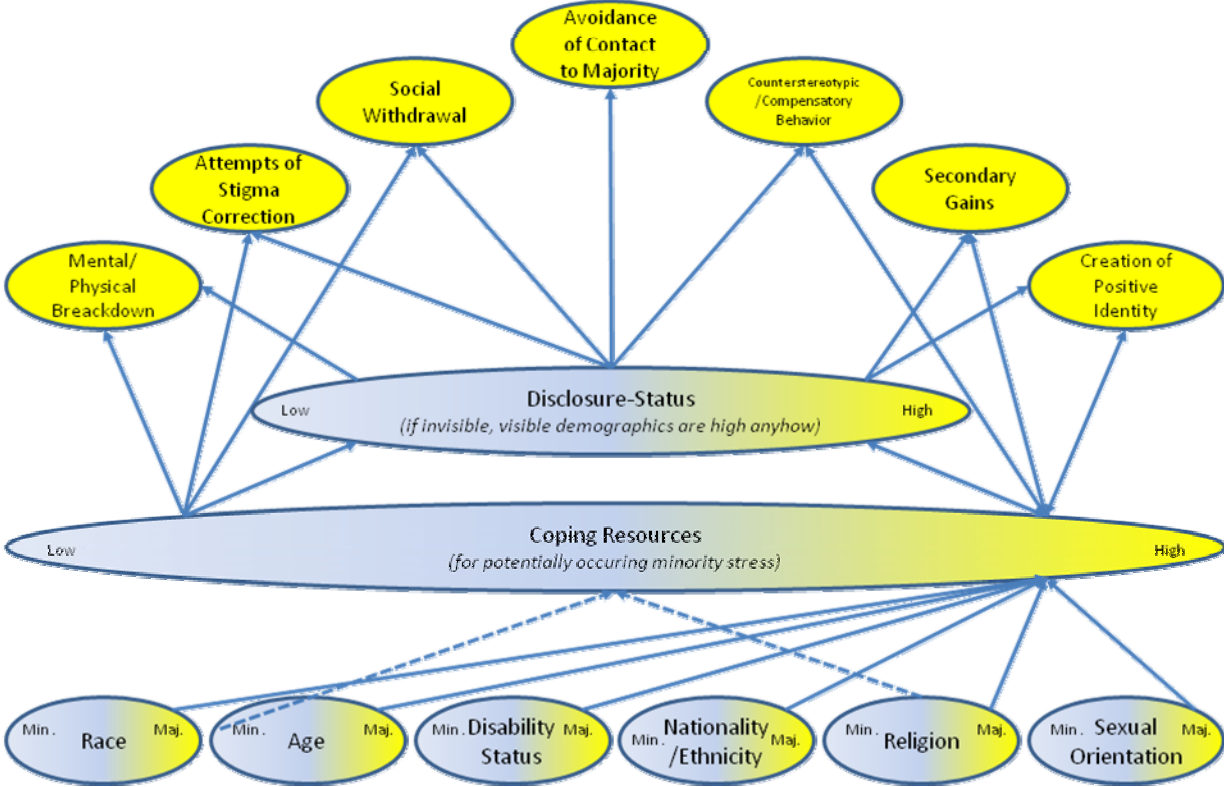 Avoidance
of Contact
to Majority
Social
Withdrawal
Counterstereotypic
/Compensatory
Behavior
Attempts of
Stigma
Correction
Secondary
Gains
Mental/
Physical
Breackdown
Creation of
Positive
Identity
Disclosure-Status
Low
High
(if invisible, visible demographics are high anyhow)
Coping Resources
Low
High
(for potentially occuring minority stress)
Min. Race Maj.
Min. Age Maj.
Min. Disability Maj.
Status
Nationality
Min. /Ethnicity Maj.
Min. Religion Maj.
Min. Sexual Maj.
Orientation